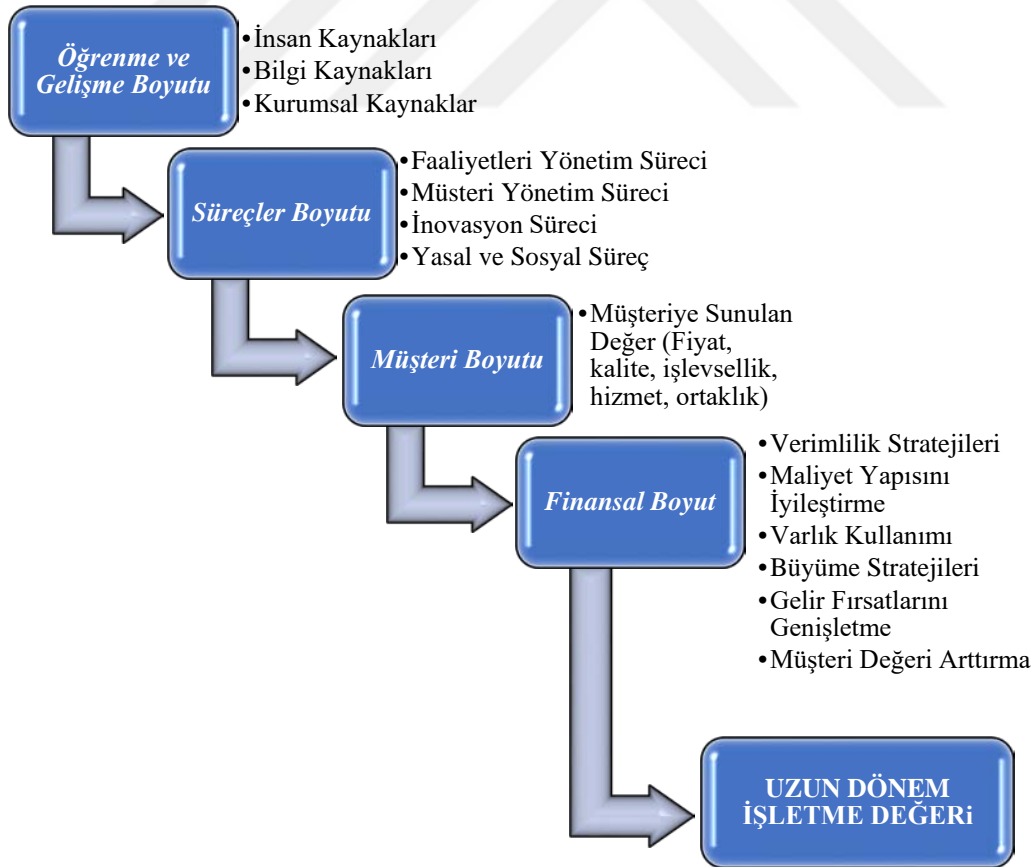 Öğrenme ve
Gelişme Boyutu
•İnsan Kaynakları
•Bilgi Kaynakları
•Kurumsal Kaynaklar
Süreçler Boyutu
•Faaliyetleri Yönetim Süreci
•Müsteri Yönetim Süreci
•İnovasyon Süreci
•Yasal ve Sosyal Süreç
Müşteri Boyutu
•Müşteriye Sunulan
Değer (Fiyat,
kalite, işlevsellik,
hizmet, ortaklık)
Finansal Boyut
•Verimlilik Stratejileri
•Maliyet Yapısını
İyileştirme
•Varlık Kullanımı
•Büyüme Stratejileri
•Gelir Fırsatlarını
Genişletme
•Müşteri Değeri Arttırma
UZUN DÖNEM
İŞLETME DEĞERi